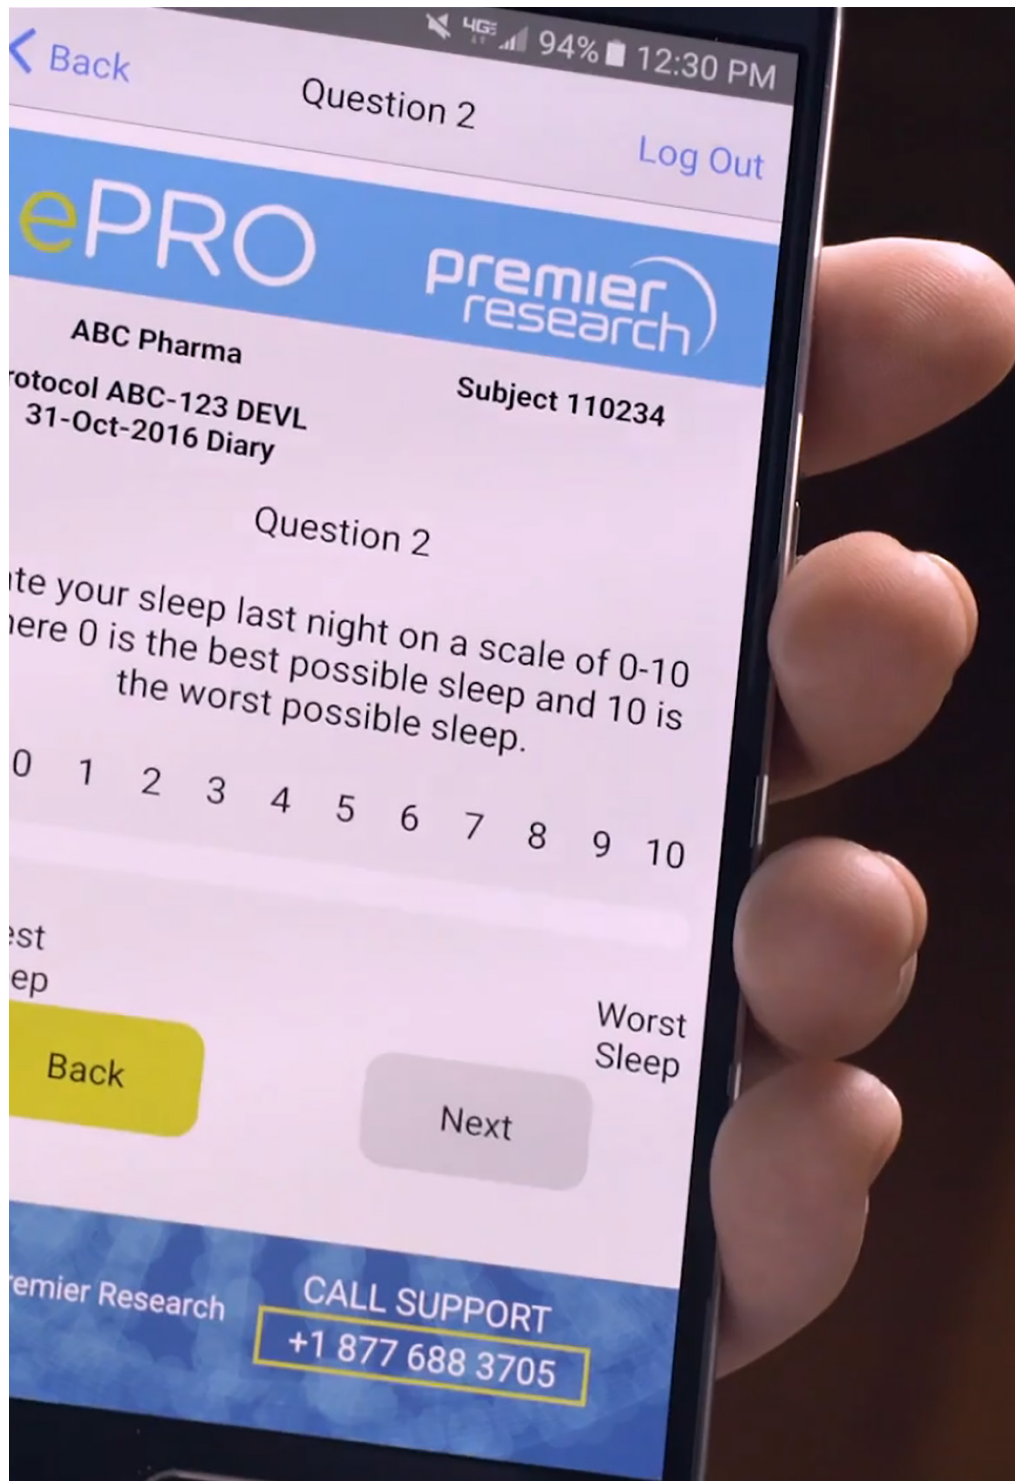 4G 94% 12:30 PM
Back
Question 2
Log Out
ePRO
premier
research
ABC Pharma
Subject 110234
otocol ABC-123 DEVL
31-Oct-2016 Diary
Question 2
te your sleep last night on a scale of 0-10
ere 0 is the best possible sleep and 10 is
the worst possible sleep.
0 1 2 3 4 5 6 7 8 9 10
est
ep
Worst
Sleep
Back
Next
emier Research
CALL SUPPORT
+1 877 688 3705